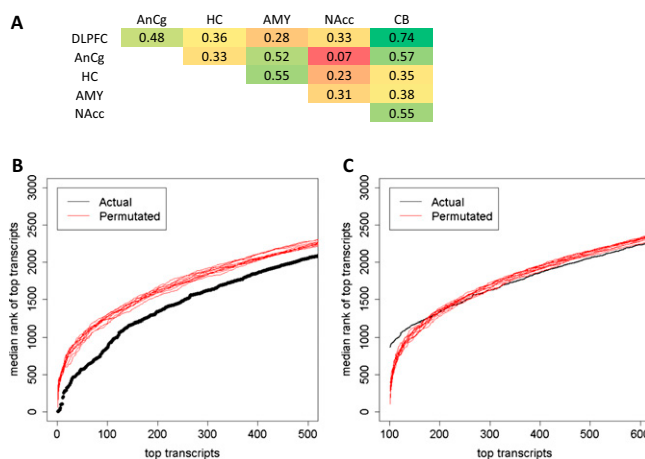 A
AnCg HC AMY NAcc CB
DLPFC 0.48 0.36 0.28 0.33 0.74
AnCg 0.33 0.52 0.07 0.57
HC 0.55 0.23 0.35
AMY 0.31 0.38
NAcc 0.55
B
median rank of top transcripts
0 500 1000 1500 2000 2500 3000
Actual
Permutated
0 100 200 300 400 500
top transcripts
C
median rank of top transcripts
0 500 1000 1500 2000 2500 3000
Actual
Permutated
100 200 300 400 500 600
top transcripts